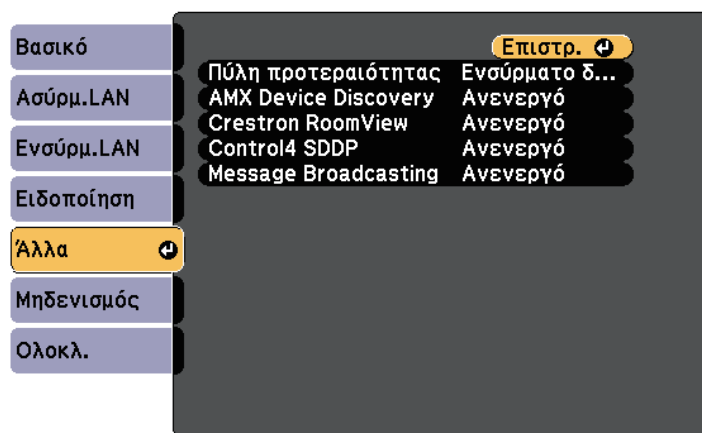 Βασικό
Ασύρμ.LAN
Ενσύρμ.LAN
Ειδοποίηση
Άλλα
Μηδενισμός
Ολοκλ.
Επιστρ.
Πύλη προτεραιότητας Ενσύρματο δ...
AMX Device Discovery Ανενεργό
Crestron RoomView Ανενεργό
Control4 SDDP Ανενεργό
Message Broadcasting Ανενεργό